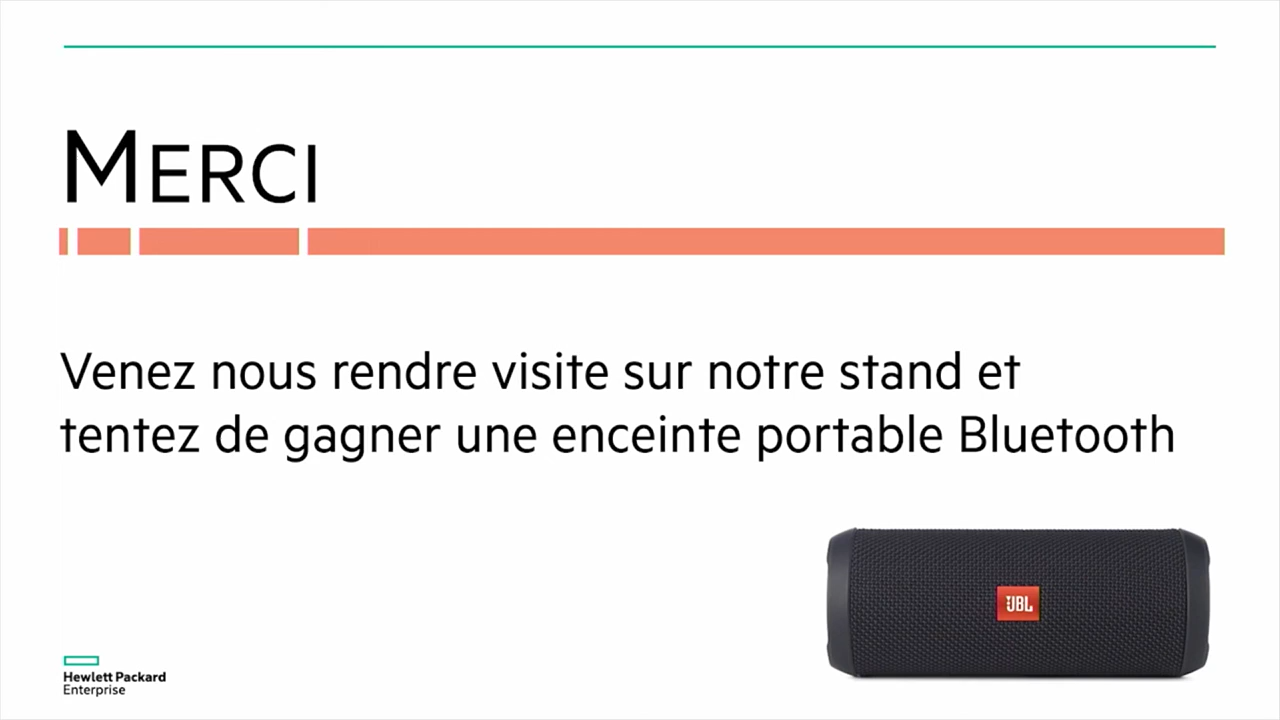 MERCI
Venez nous rendre visite sur notre stand et
tentez de gagner une enceinte portable Bluetooth
JBL
Hewlett Packard
Enterprise